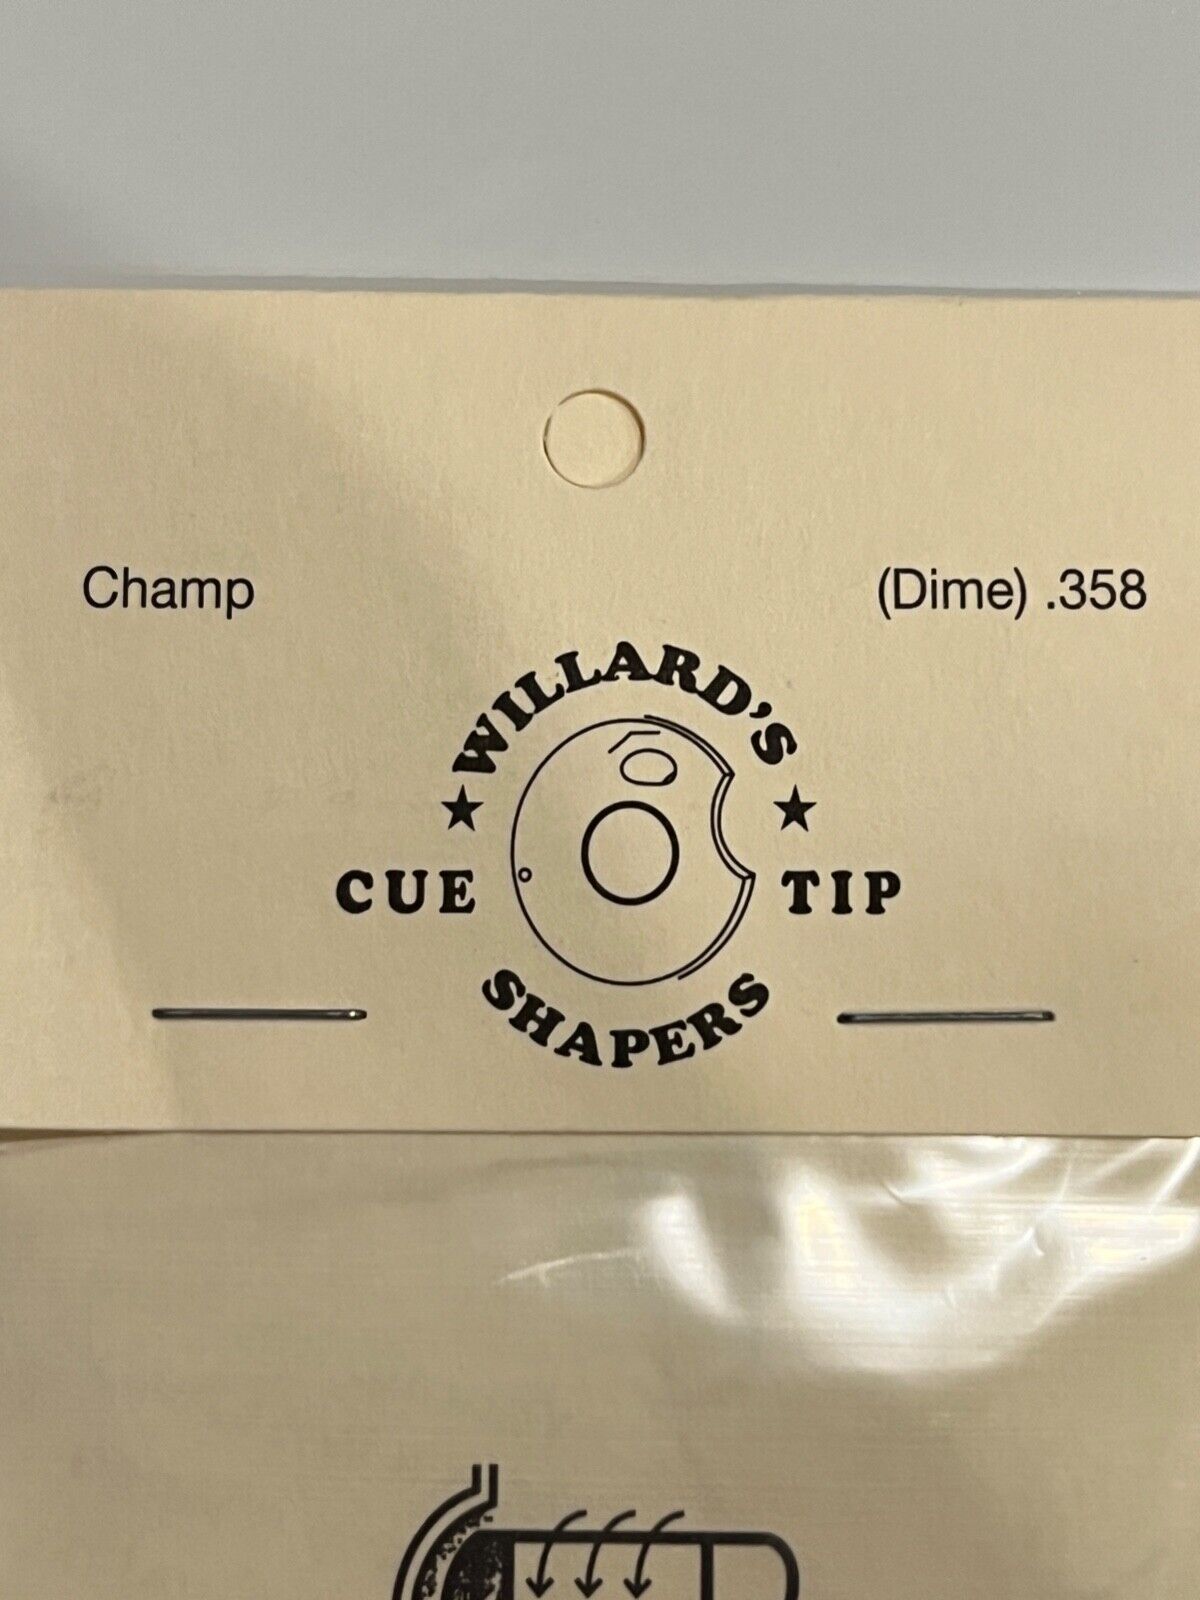 Champ
(Dime) .358
WILLARD'S
CUE TIP
SHAPERS